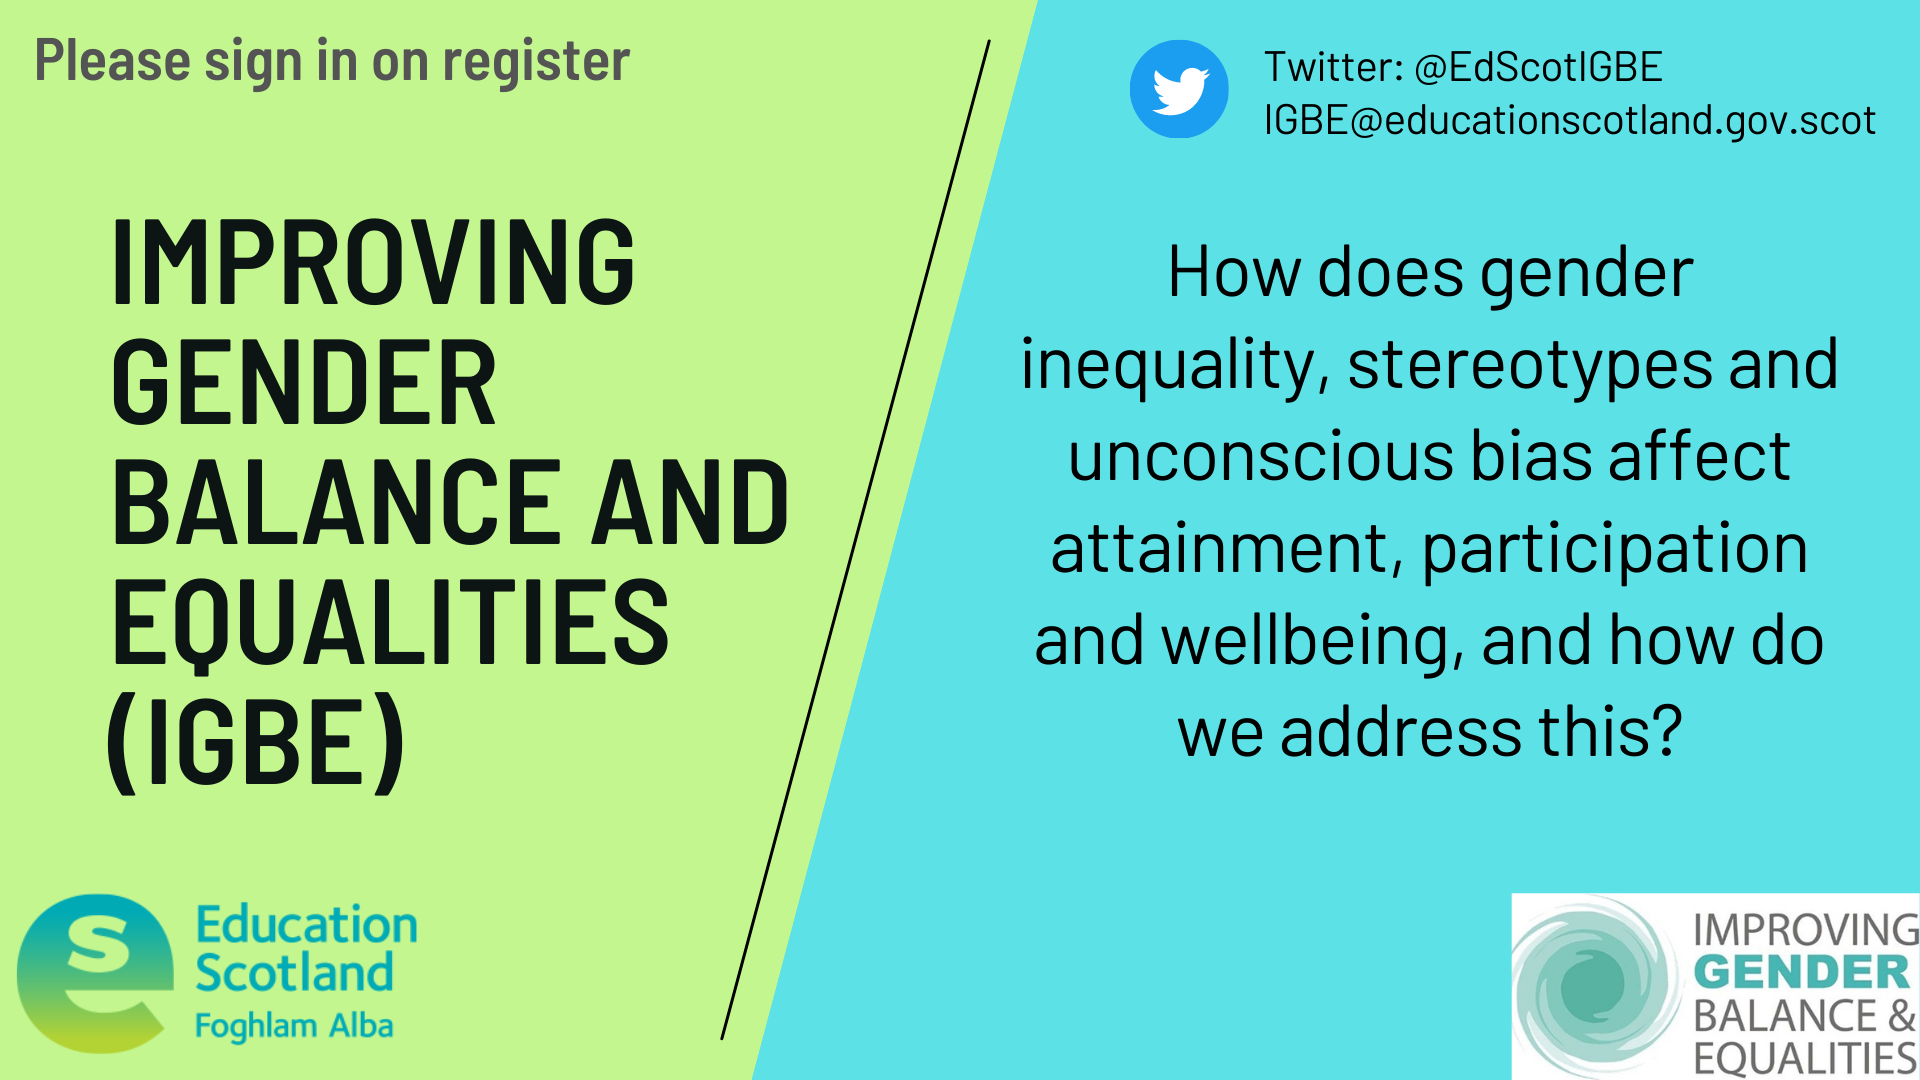 Please sign in on register
IMPROVING
GENDER
BALANCE AND
EQUALITIES
(IGBE)
Education
Scotland
Foghlam Alba
Twitter: @EdScotIGBE
IGBE@educationscotland.gov.scot
How does gender
inequality, stereotypes and
unconscious bias affect
attainment, participation
and wellbeing, and how do
we address this?
IMPROVING
GENDER
BALANCE &
EQUALITIES